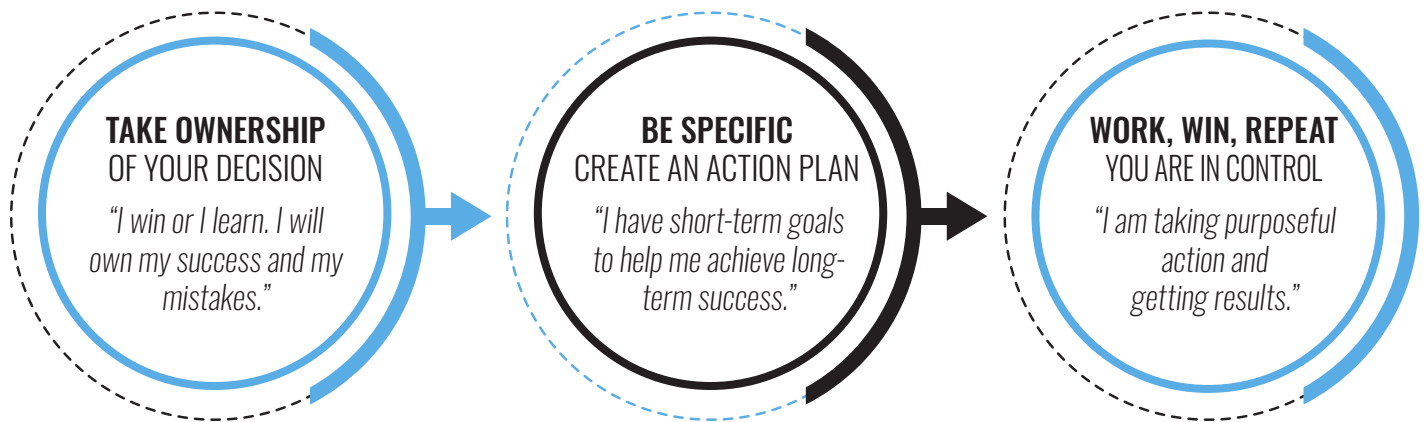 TAKE OWNERSHIP
OF YOUR DECISION
“I win or I learn. I will
own my success and my
mistakes.”
BE SPECIFIC
CREATE AN ACTION PLAN
“I have short-term goals
to help me achieve long-
term success.”
WORK, WIN, REPEAT
YOU ARE IN CONTROL
“I am taking purposeful
action and
getting results.”